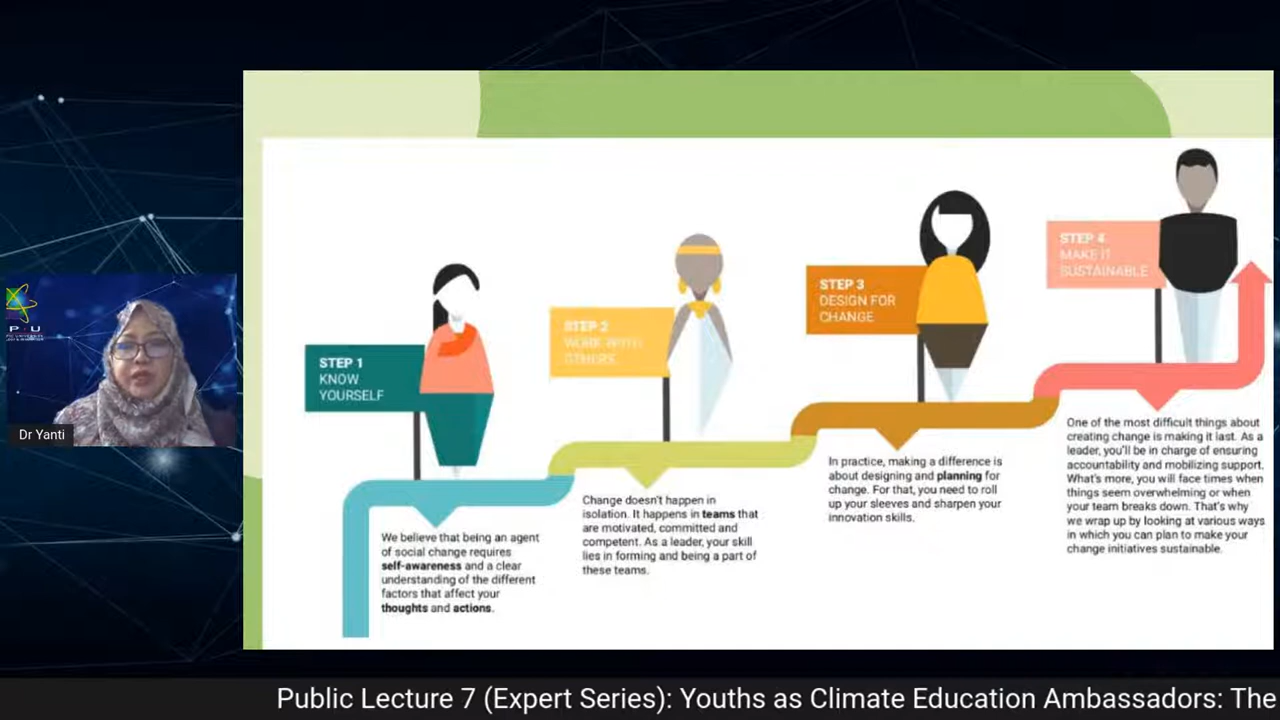 P U
Dr Yanti
STEP 1
KNOW
YOURSELF
We believe that being an agent
of social change requires
self-awareness and a clear
understanding of the different
factors that affect your
thoughts and actions.
STEP 2
WORK WITH
OTHERS
Change doesn't happen in
isolation. It happens in teams that
are motivated, committed and
competent. As a leader, your skill
lies in forming and being a part of
these teams.
STEP 3
DESIGN FOR
CHANGE
In practice, making a difference is
about designing and planning for
change. For that, you need to roll
up your sleeves and sharpen your
innovation skills.
STEP 4
MAKE IT
SUSTAINABLE
One of the most difficult things about
creating change is making it last. As a
leader, you'll be in charge of ensuring
accountability and mobilizing support.
What's more, you will face times when
things seem overwhelming or when
your team breaks down. That's why
we wrap up by looking at various ways
in which you can plan to make your
change initiatives sustainable.
Public Lecture 7 (Expert Series): Youths as Climate Education Ambassadors: The